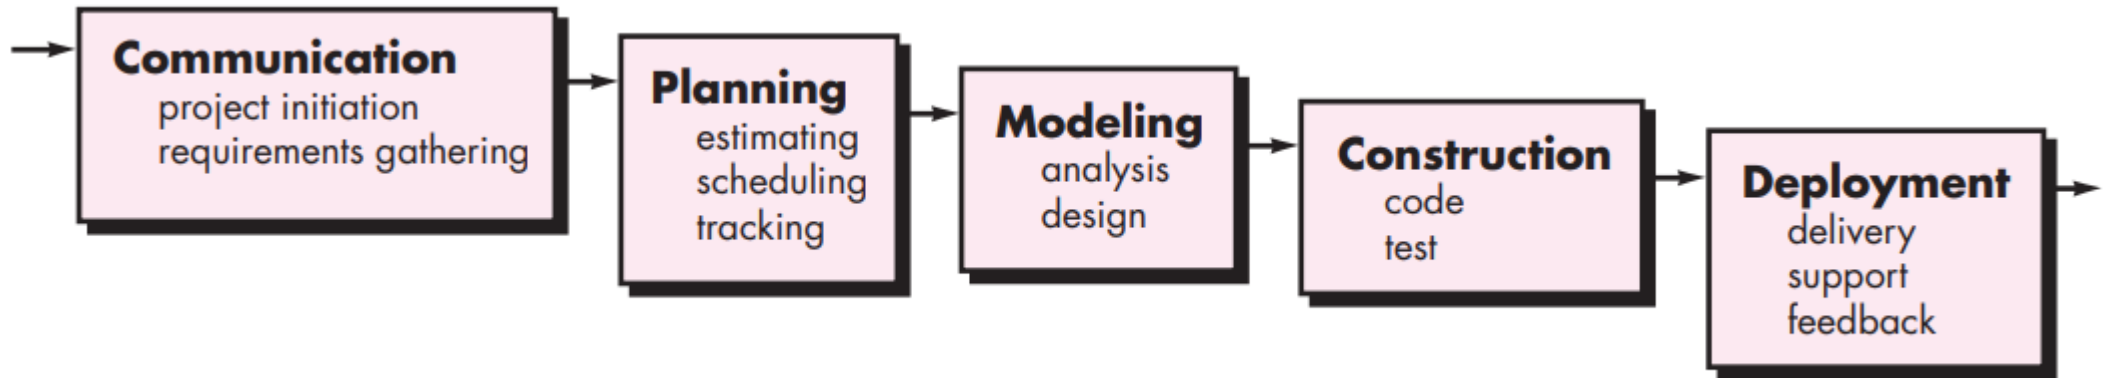 Communication
project initiation
requirements gathering
Planning
estimating
scheduling
tracking
Modeling
analysis
design
Construction
code
test
Deployment
delivery
support
feedback